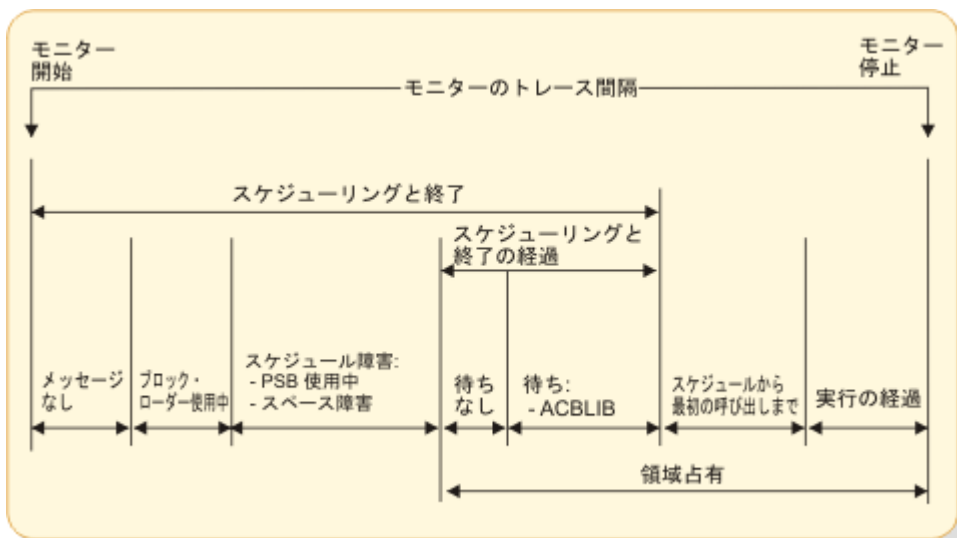 モニター
開始
モニター
停止
モニターのトレース間隔
スケジューリングと終了
スケジューリングと
終了の経過
メッセージ
なし
ブロック・
ローダー使用中
スケジュール障害:
- PSB 使用中
- スペース障害
待ち
なし
待ち:
- ACBLIB
スケジュールから
最初の呼び出しまで
実行の経過
領域占有